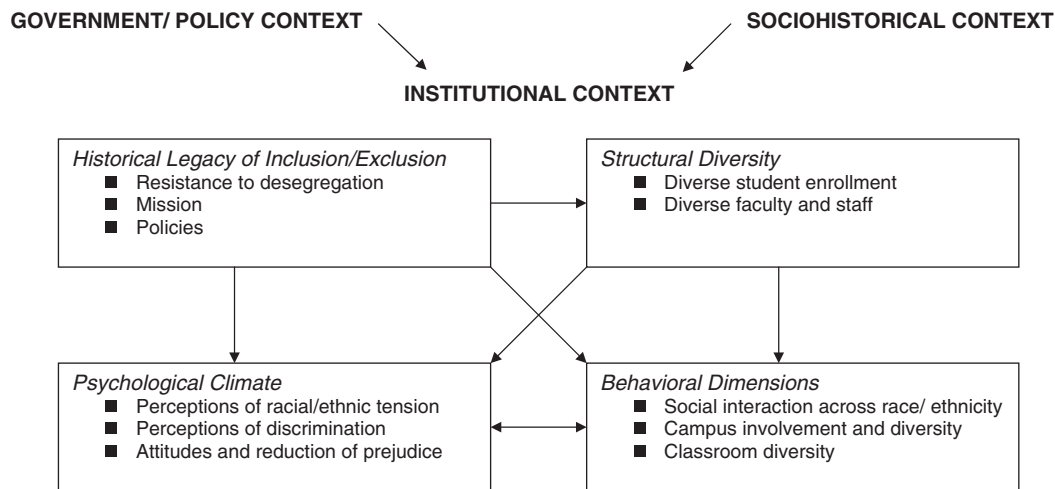 GOVERNMENT/ POLICY CONTEXT
SOCIOHISTORICAL CONTEXT
INSTITUTIONAL CONTEXT
Historical Legacy of Inclusion/Exclusion
■ Resistance to desegregation
■ Mission
■ Policies
Structural Diversity
■ Diverse student enrollment
■ Diverse faculty and staff
Psychological Climate
■ Perceptions of racial/ethnic tension
■ Perceptions of discrimination
■ Attitudes and reduction of prejudice
Behavioral Dimensions
■ Social interaction across race/ ethnicity
■ Campus involvement and diversity
■ Classroom diversity